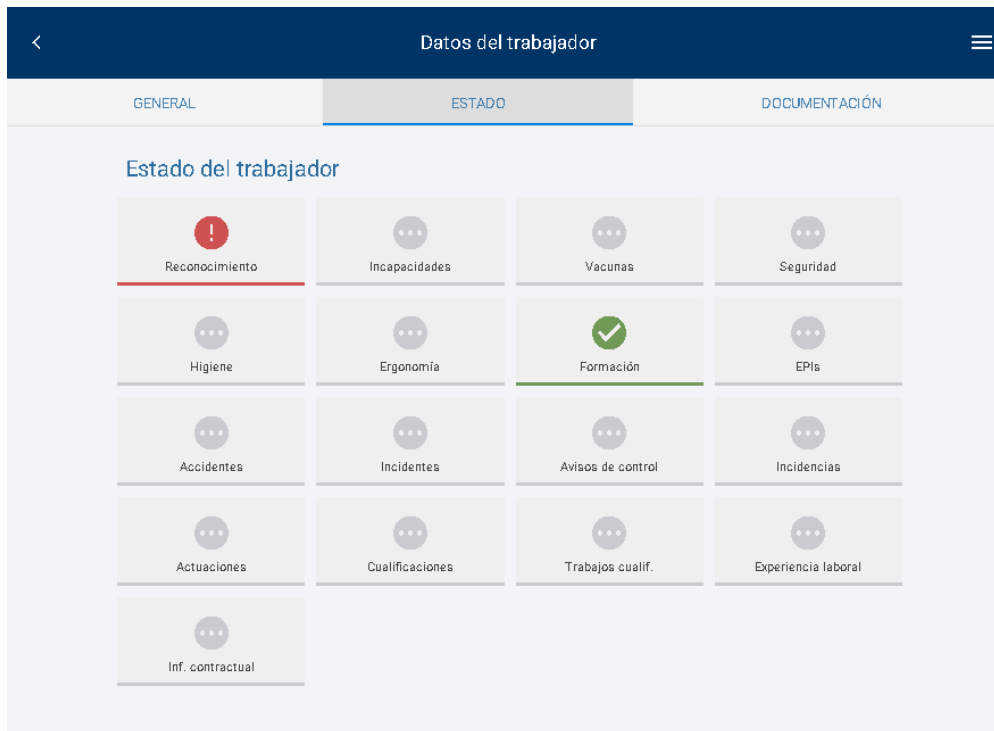 Datos del trabajador
GENERAL ESTADO DOCUMENTACIÓN
Estado del trabajador
Reconocimiento Incapacidades Vacunas Seguridad
Higiene Ergonomía Formación EPIs
Accidentes Incidentes Avisos de control Incidencias
Actuaciones Cualificaciones Trabajos cualif. Experiencia laboral
Inf. contractual